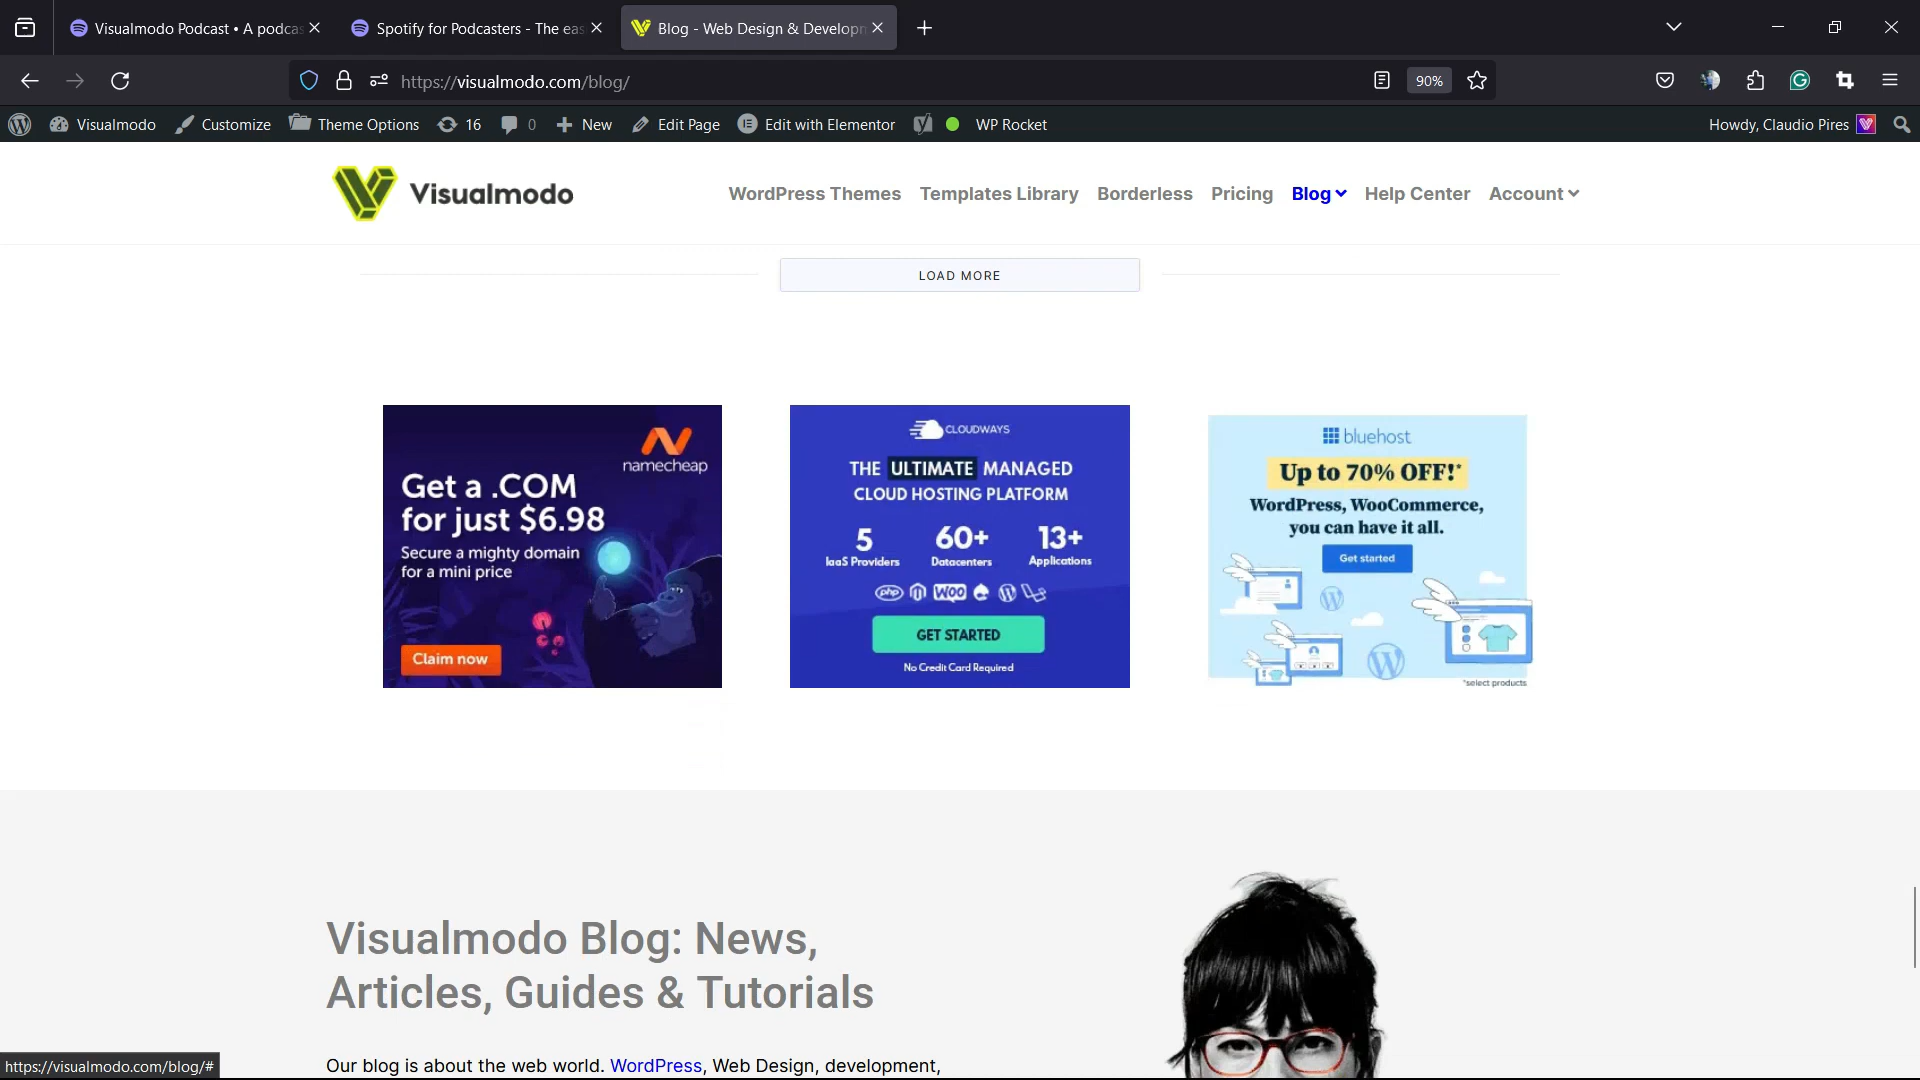 Visualmodo Podcast • A podcas
Spotify for Podcasters - The eas
Blog - Web Design & Developm
https://visualmodo.com/blog/
90%
Visualmodo
Customize
Theme Options
16
0
New
Edit Page
Edit with Elementor
WP Rocket
Howdy, Claudio Pires
Visualmodo
WordPress Themes
Templates Library
Borderless
Pricing
Blog
Help Center
Account
LOAD MORE
namecheap
Get a .COM
for just $6.98
Secure a mighty domain
for a mini price
Claim now
CLOUDWAYS
THE ULTIMATE MANAGED
CLOUD HOSTING PLATFORM
5 60+ 13+
IaaS Providers Datacenters Applications
php WOO
GET STARTED
No Credit Card Required
bluehost
Up to 70% OFF!*
WordPress, WooCommerce,
you can have it all.
Get started
*select products
Visualmodo Blog: News,
Articles, Guides & Tutorials
Our blog is about the web world. WordPress, Web Design, development,
https://visualmodo.com/blog/#